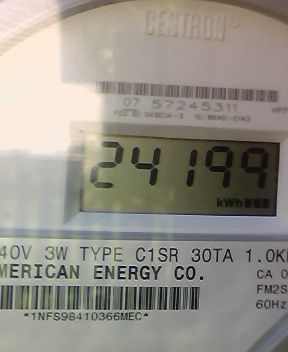 CENTRON®
07 57245311
24199
kWh
40V 3W TYPE C1SR 30TA 1.0K
MERICAN ENERGY CO.
CA 0
FM2S
60Hz
*1NFS98410366MEC*